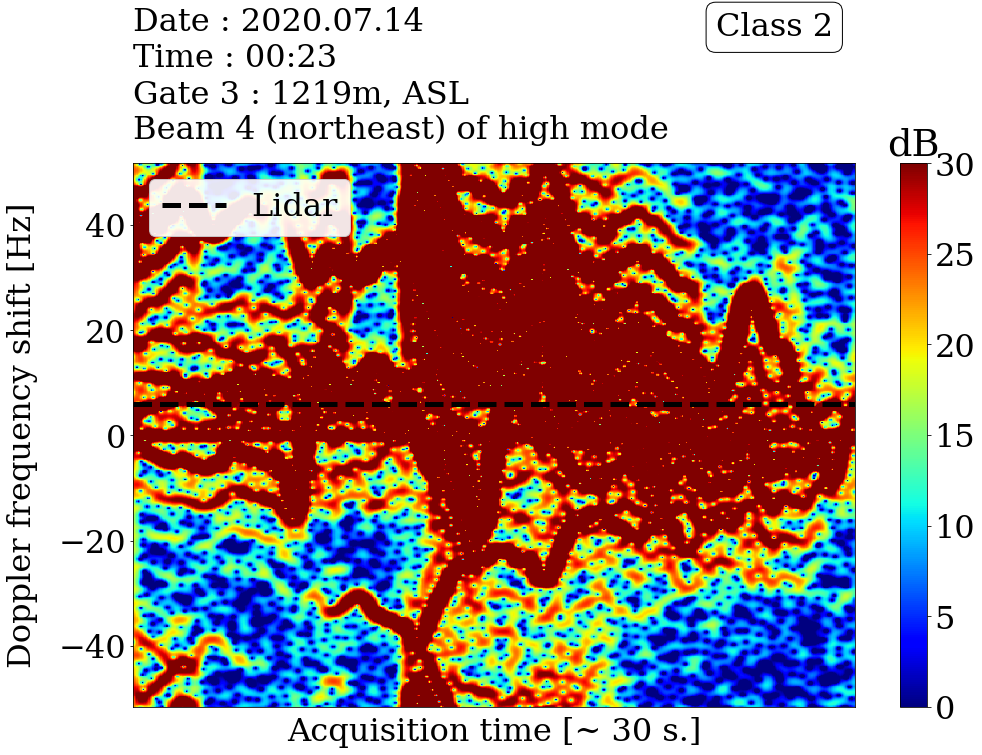 Date : 2020.07.14
Time : 00:23
Gate 3 : 1219m, ASL
Beam 4 (northeast) of high mode
Class 2
dB
Lidar
Doppler frequency shift [Hz]
40
20
0
−20
−40
30
25
20
15
10
5
0
Acquisition time [~ 30 s.]